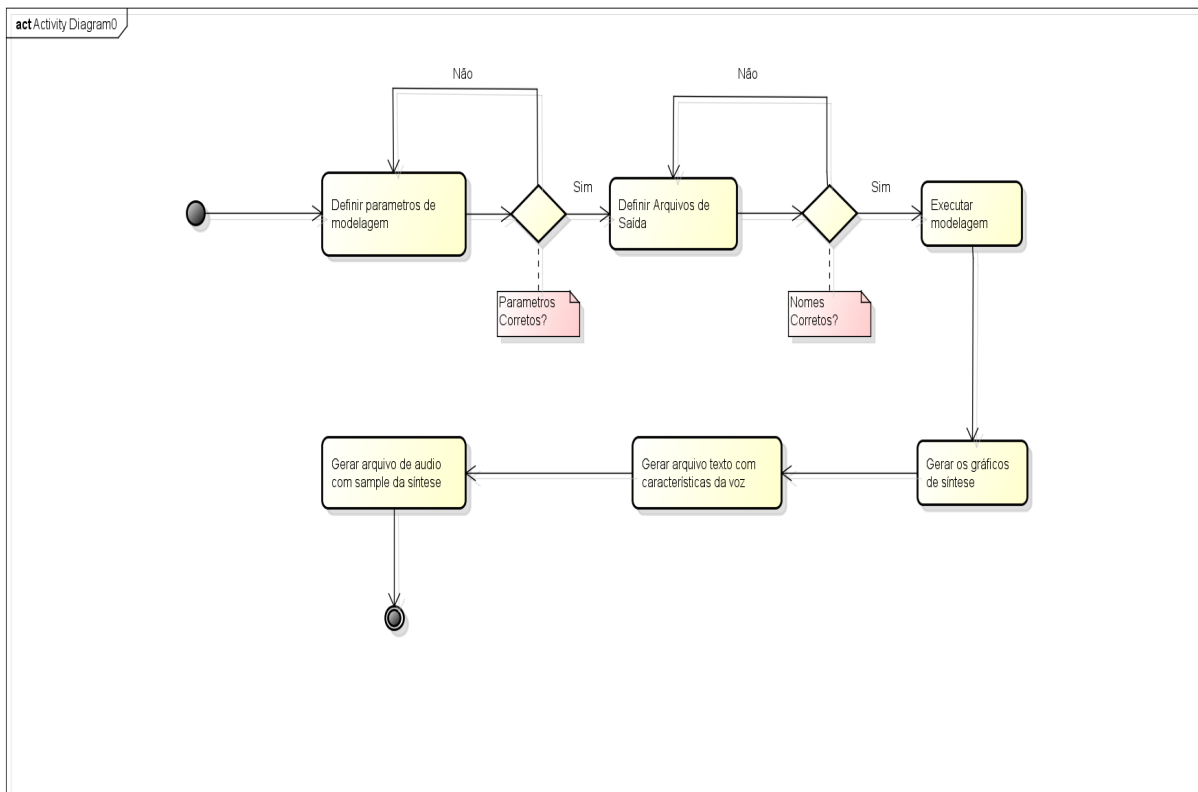 act Activity Diagram0
Não
Não
Definir parametros de
modelagem
Sim
Definir Arquivos de
Saída
Sim
Executar
modelagem
Parametros
Corretos?
Nomes
Corretos?
Gerar os gráficos
de síntese
Gerar arquivo texto com
características da voz
Gerar arquivo de audio
com sample da síntese